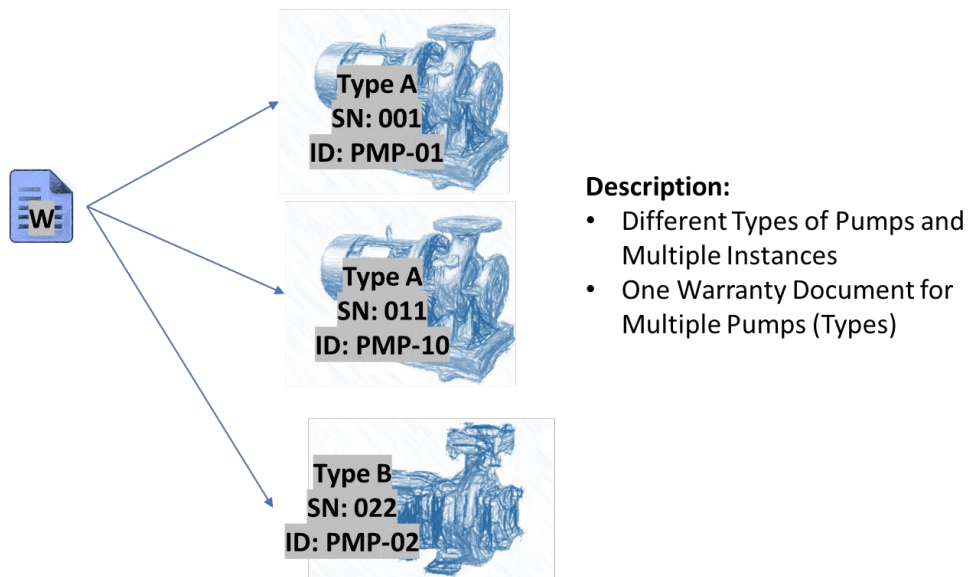 W
Type A
SN: 001
ID: PMP-01
Type A
SN: 011
ID: PMP-10
Type B
SN: 022
ID: PMP-02
Description:
• Different Types of Pumps and
Multiple Instances
• One Warranty Document for
Multiple Pumps (Types)